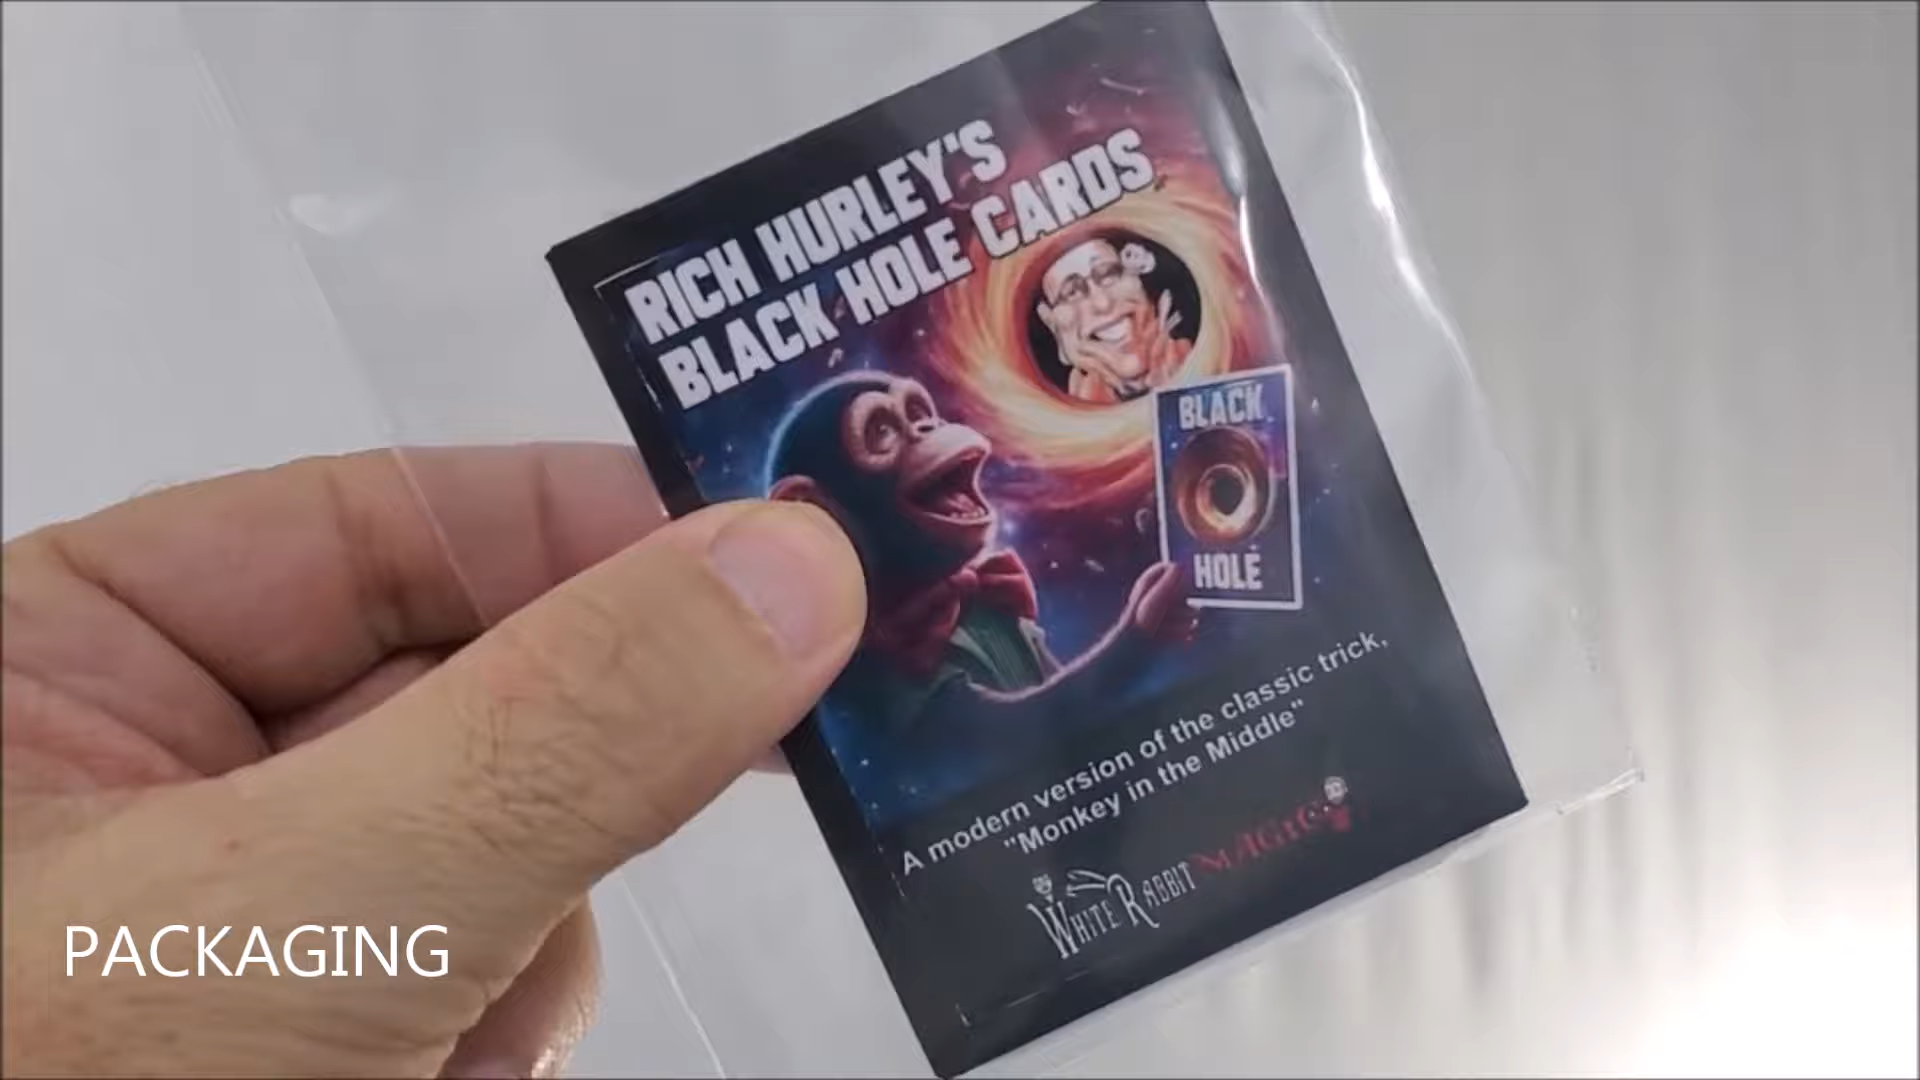 RICH HURLEY'S
BLACK HOLE CARDS
BLACK
HOLE
A modern version of the classic trick,
"Monkey in the Middle"
WHITE RABBIT MAGIC
PACKAGING